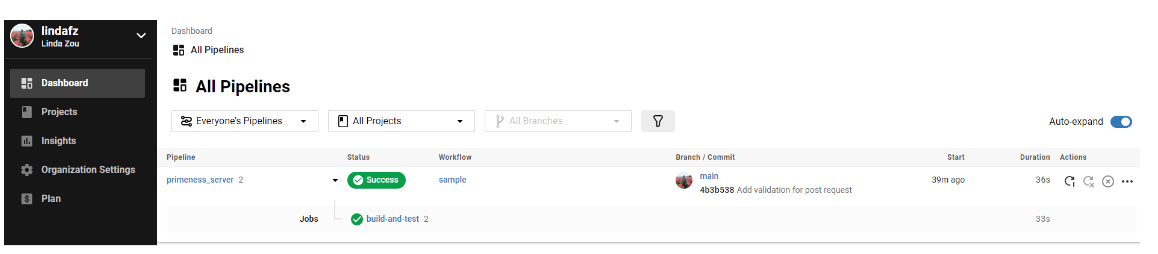 lindafz
Linda Zou
Dashboard
Projects
Insights
Organization Settings
Plan
Dashboard
All Pipelines
All Pipelines
Everyone's Pipelines All Projects All Branches Auto-expand
Pipeline Status Workflow Branch / Commit Start Duration Actions
primeness_server 2 Success sample main 39m ago 36s
4b3b538 Add validation for post request
Jobs build-and-test 2 33s